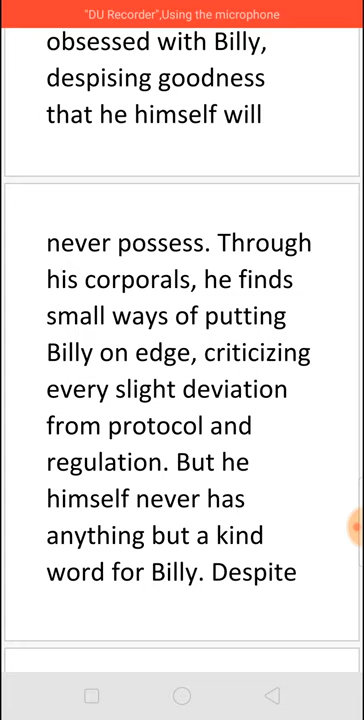 "DU Recorder",Using the microphone
obsessed with Billy,
despising goodness
that he himself will
never possess. Through
his corporals, he finds
small ways of putting
Billy on edge, criticizing
every slight deviation
from protocol and
regulation. But he
himself never has
anything but a kind
word for Billy. Despite